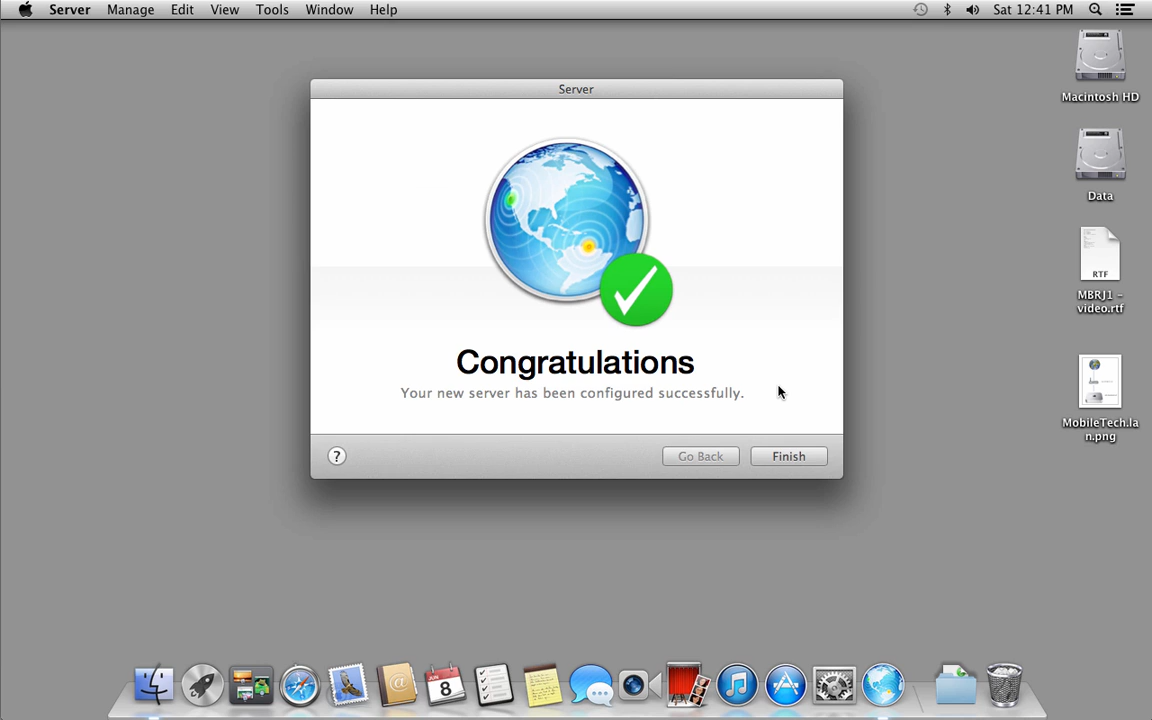 Server Manage Edit View Tools Window Help Sat 12:41 PM
Server
Macintosh HD
Data
RTF
MBRJ1 -
video.rtf
Congratulations
Your new server has been configured successfully.
MobileTech.la
n.png
? Go Back Finish
8